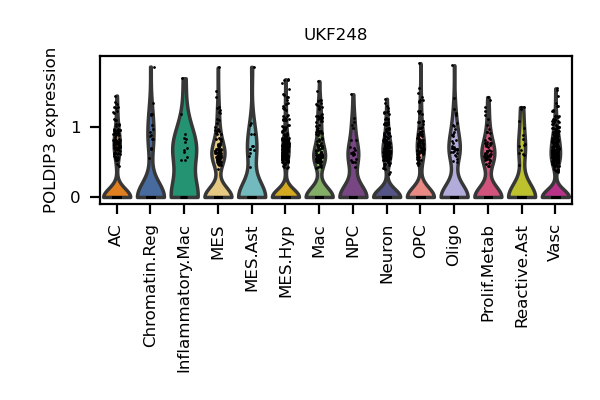 UKF248
POLDIP3 expression
1
0
AC
Chromatin.Reg
Inflammatory.Mac
MES
MES.Ast
MES.Hyp
Mac
NPC
Neuron
OPC
Oligo
Prolif.Metab
Reactive.Ast
Vasc